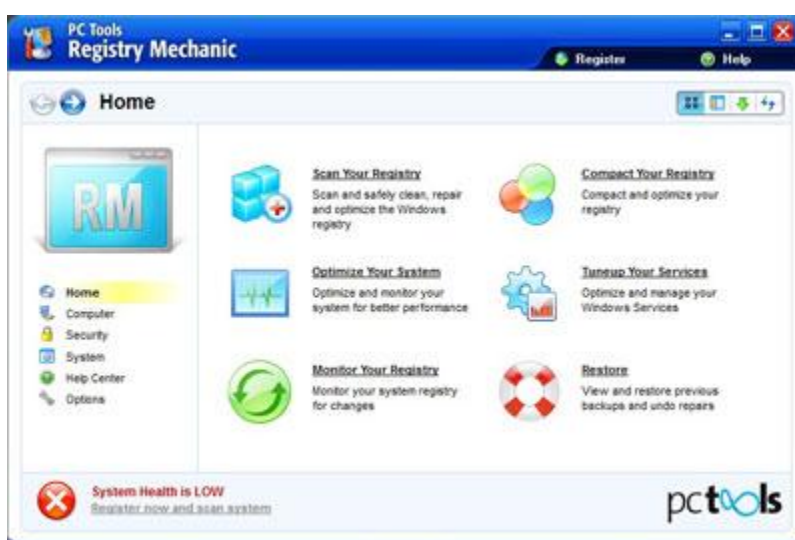 PC Tools
Registry Mechanic
Register
Help
Home
RM
Home
Computer
Security
System
Help Center
Options
Scan Your Registry
Scan and safely clean, repair
and optimize the Windows
registry
Compact Your Registry
Compact and optimize your
registry
Optimize Your System
Optimize and monitor your
system for better performance
Tuneup Your Services
Optimize and manage your
Windows Services
Monitor Your Registry
Monitor your system registry
for changes
Restore
View and restore previous
backups and undo repairs
System Health is LOW
Register now and scan system
pctools